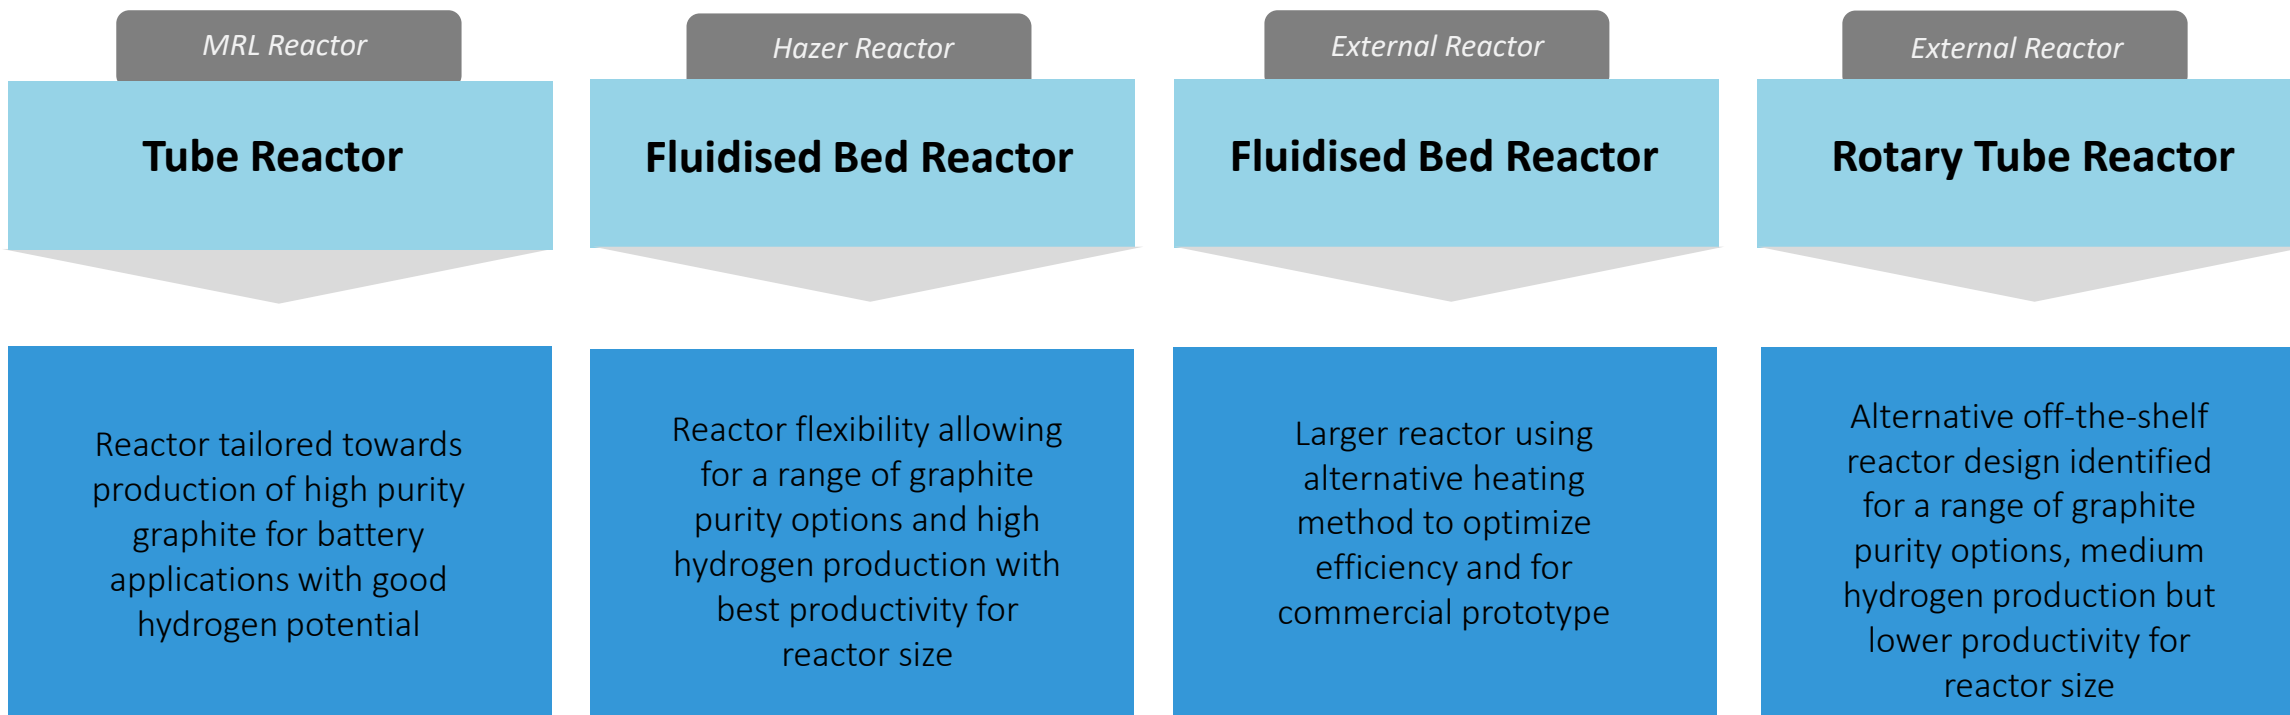 MRL Reactor
Tube Reactor
Reactor tailored towards
production of high purity
graphite for battery
applications with good
hydrogen potential
Hazer Reactor
Fluidised Bed Reactor
Reactor flexibility allowing
for a range of graphite
purity options and high
hydrogen production with
best productivity for
reactor size
External Reactor
Fluidised Bed Reactor
Larger reactor using
alternative heating
method to optimize
efficiency and for
commercial prototype
External Reactor
Rotary Tube Reactor
Alternative off-the-shelf
reactor design identified
for a range of graphite
purity options, medium
hydrogen production but
lower productivity for
reactor size